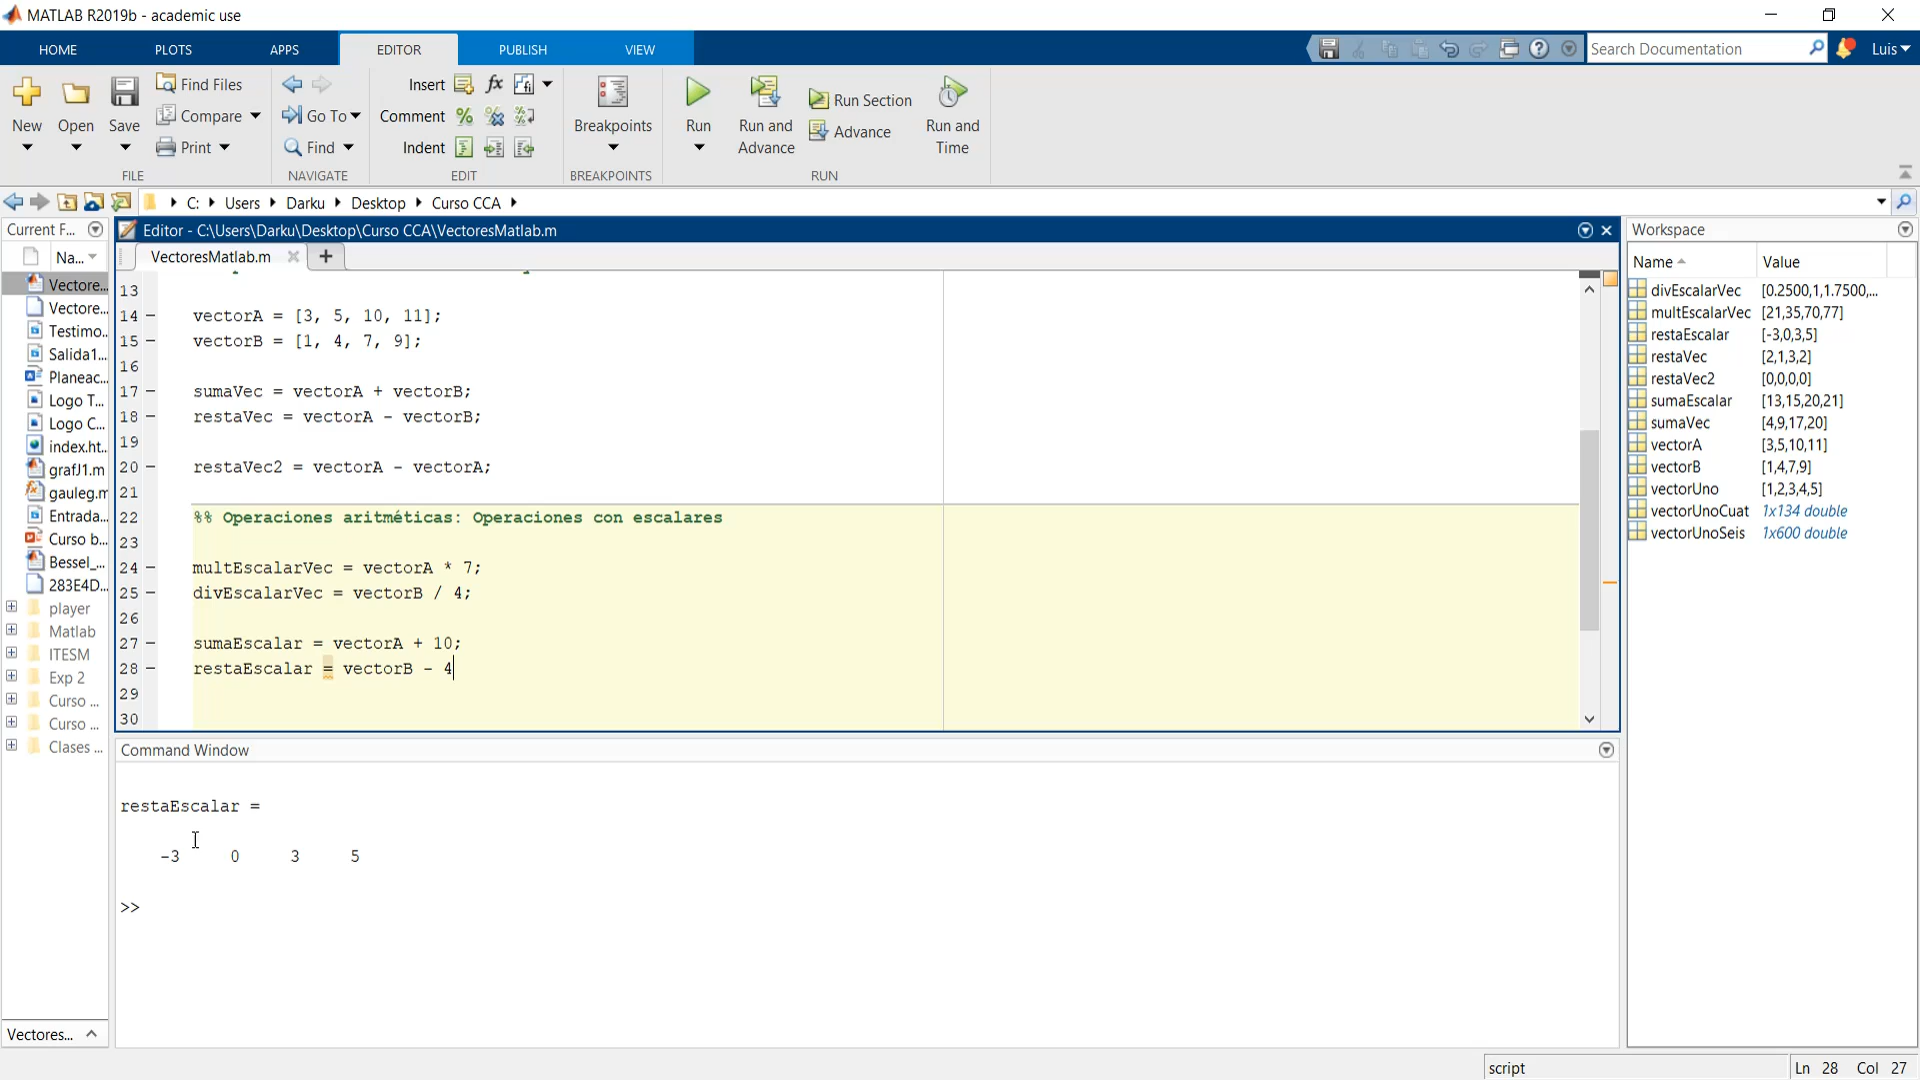 MATLAB R2019b - academic use
HOME PLOTS APPS EDITOR PUBLISH VIEW
Search Documentation
Luis
New
Open
Save
Find Files
Compare
Print
FILE
Go To
Find
NAVIGATE
Insert
Comment
Indent
EDIT
Breakpoints
BREAKPOINTS
Run
Run and Advance
Run Section
Advance
Run and Time
RUN
C: Users Darku Desktop Curso CCA
Current F...
Na...
Vectore...
Vectore...
Testimo...
Salida1...
Planeac...
Logo T...
Logo C...
index.ht...
grafJ1.m
gauleg.m
Entrada...
Curso b...
Bessel_...
283E4D...
player
Matlab
ITESM
Exp 2
Curso ...
Curso ...
Clases ...
Vectores...
Editor - C:\Users\Darku\Desktop\Curso CCA\VectoresMatlab.m
VectoresMatlab.m
13
14 – vectorA = [3, 5, 10, 11];
15 – vectorB = [1, 4, 7, 9];
16
17 – sumaVec = vectorA + vectorB;
18 – restaVec = vectorA - vectorB;
19
20 – restaVec2 = vectorA - vectorA;
21
22 %% Operaciones aritméticas: Operaciones con escalares
23
24 – multEscalarVec = vectorA * 7;
25 – divEscalarVec = vectorB / 4;
26
27 – sumaEscalar = vectorA + 10;
28 – restaEscalar = vectorB - 4
29
30
Command Window
restaEscalar =
-3 0 3 5
>>
Workspace
Name Value
divEscalarVec [0.2500,1,1.7500,...
multEscalarVec [21,35,70,77]
restaEscalar [-3,0,3,5]
restaVec [2,1,3,2]
restaVec2 [0,0,0,0]
sumaEscalar [13,15,20,21]
sumaVec [4,9,17,20]
vectorA [3,5,10,11]
vectorB [1,4,7,9]
vectorUno [1,2,3,4,5]
vectorUnoCuat 1x134 double
vectorUnoSeis 1x600 double
script
Ln 28 Col 27